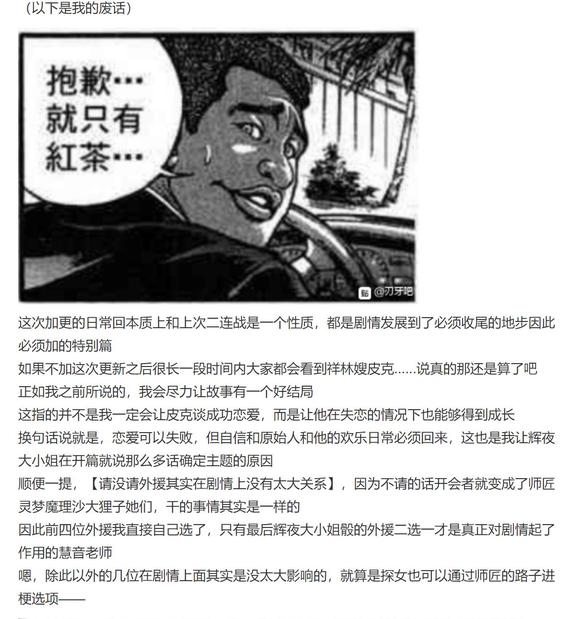 （以下是我的废话）
抱歉…
就只有
紅茶…
@刃牙吧
这次加更的日常回本质上和上次二连战是一个性质，都是剧情发展到了必须收尾的地步因此
必须加的特别篇
如果不加这次更新之后很长一段时间内大家都会看到祥林嫂皮克......说真的那还是算了吧
正如我之前所说的，我会尽力让故事有一个好结局
这指的并不是我一定会让皮克谈成功恋爱，而是让他在失恋的情况下也能够得到成长
换句话说就是，恋爱可以失败，但自信和原始人和他的欢乐日常必须回来，这也是我让辉夜
大小姐在开篇就说那么多话确定主题的原因
顺便一提，【请没请外援其实在剧情上没有太大关系】，因为不请的话开会者就变成了师匠
灵梦魔理沙大狸子她们，干的事情其实是一样的
因此前四位外援我直接自己选了，只有最后辉夜大小姐骰的外援二选一才是真正对剧情起了
作用的慧音老师
嗯，除此以外的几位在剧情上面其实是没太大影响的，就算是探女也可以通过师匠的路子进
梗选项——